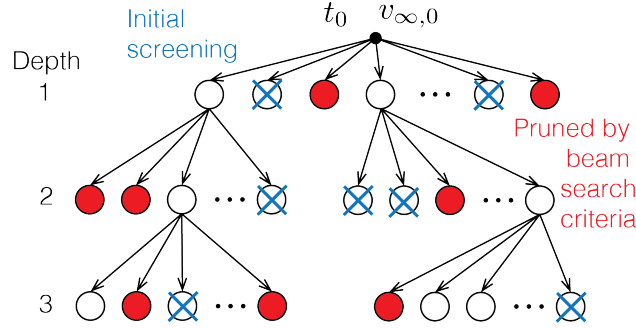 Initial
screening
t₀ v∞,0
Depth
1
Pruned by
beam
search
criteria
2
3